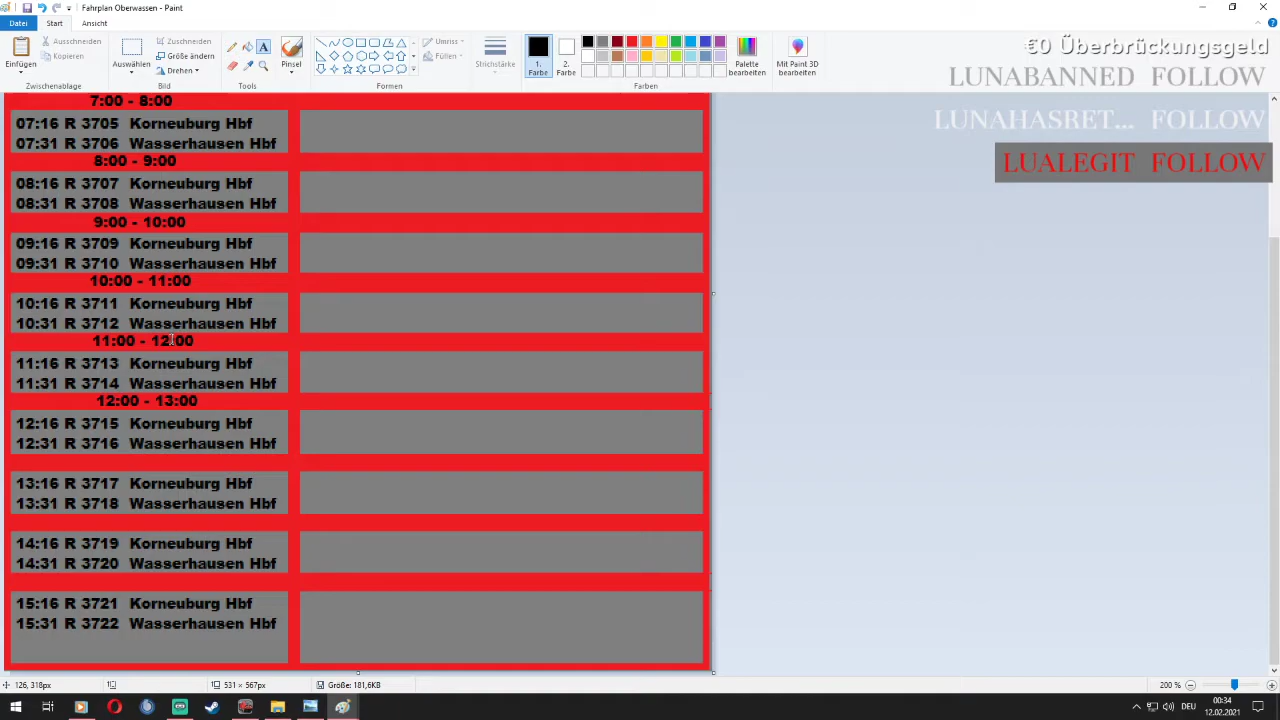 Fahrplan Oberwassen - Paint
Datei Start Ansicht
Einfügen
Ausschneiden
Kopieren
Zwischenablage
Auswählen
Zuschneiden
Größe ändern
Drehen
Bild
A
Tools
Pinsel
Formen
Umriss
Füllen
Strichstärke
1.
Farbe
2.
Farbe
Farben
Palette
bearbeiten
Mit Paint 3D
bearbeiten
€0 Überbrückungsgeld
LUNABANNED FOLLOW
LUNAHASRET... FOLLOW
LUALEGIT FOLLOW
7:00 - 8:00
07:16 R 3705 Korneuburg Hbf
07:31 R 3706 Wasserhausen Hbf
8:00 - 9:00
08:16 R 3707 Korneuburg Hbf
08:31 R 3708 Wasserhausen Hbf
9:00 - 10:00
09:16 R 3709 Korneuburg Hbf
09:31 R 3710 Wasserhausen Hbf
10:00 - 11:00
10:16 R 3711 Korneuburg Hbf
10:31 R 3712 Wasserhausen Hbf
11:00 - 12:00
11:16 R 3713 Korneuburg Hbf
11:31 R 3714 Wasserhausen Hbf
12:00 - 13:00
12:16 R 3715 Korneuburg Hbf
12:31 R 3716 Wasserhausen Hbf
13:16 R 3717 Korneuburg Hbf
13:31 R 3718 Wasserhausen Hbf
14:16 R 3719 Korneuburg Hbf
14:31 R 3720 Wasserhausen Hbf
15:16 R 3721 Korneuburg Hbf
15:31 R 3722 Wasserhausen Hbf
126, 318px
531 × 567px
Größe: 181,6KB
200 %
DEU
00:34
12.02.2021